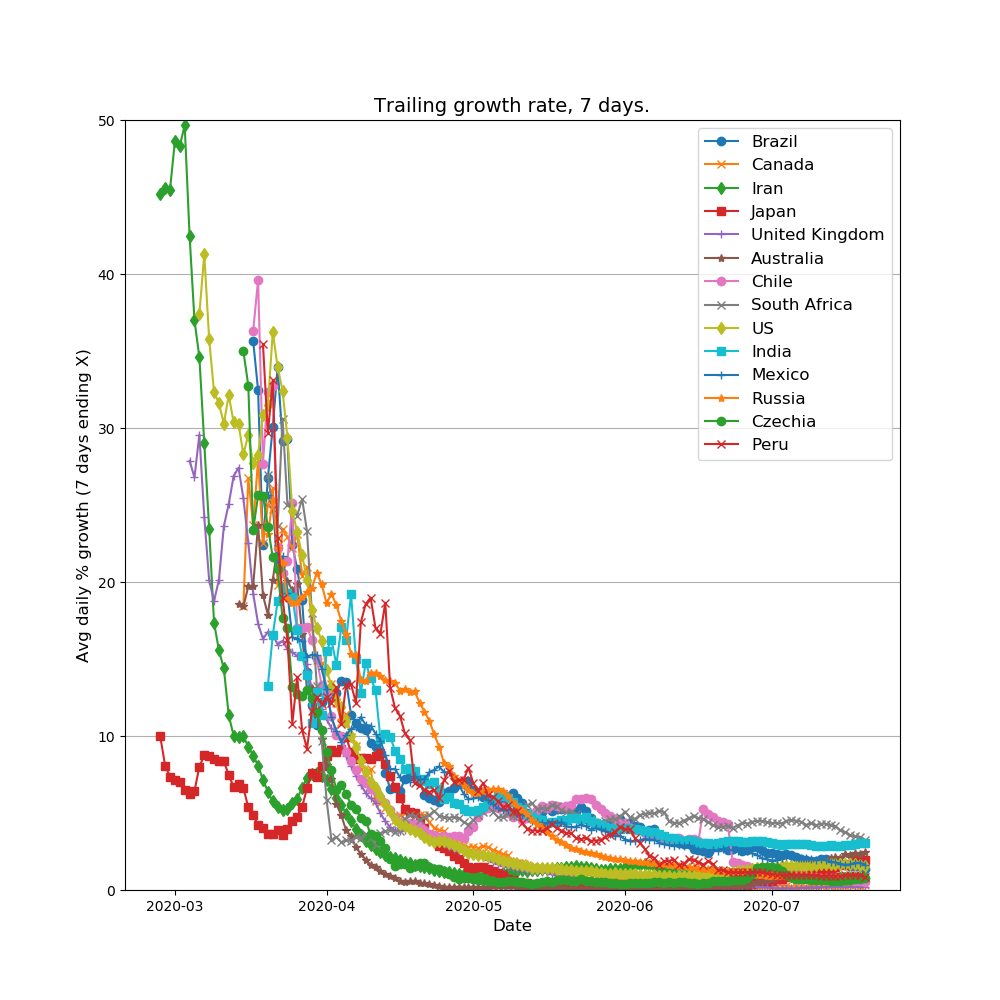 Trailing growth rate, 7 days.
50
40
30
20
10
0
Avg daily % growth (7 days ending X)
Brazil
Canada
Iran
Japan
United Kingdom
Australia
Chile
South Africa
US
India
Mexico
Russia
Czechia
Peru
2020-03
2020-04
2020-05
2020-06
2020-07
Date